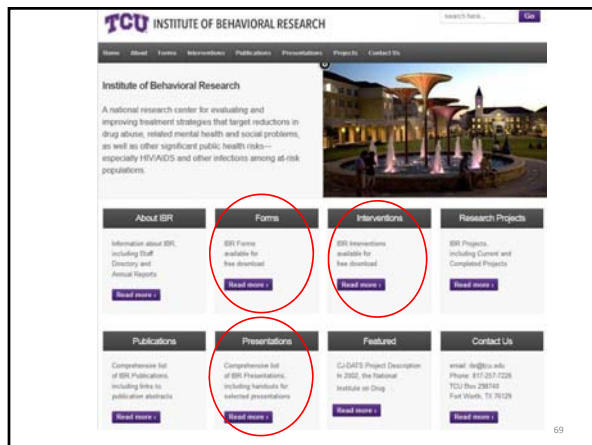 TCU INSTITUTE OF BEHAVIORAL RESEARCH
search here...
Go
Home About Forms Interventions Publications Presentations Projects Contact Us
Institute of Behavioral Research
A national research center for evaluating and
improving treatment strategies that target reductions in
drug abuse, related mental health and social problems,
as well as other significant public health risks—
especially HIV/AIDS and other infections among at-risk
populations.
About IBR
Information about IBR,
including Staff
Directory and
Annual Reports
Read more ›
Forms
IBR Forms
available for
free download
Read more ›
Interventions
IBR Interventions
available for
free download
Read more ›
Research Projects
IBR Projects,
including Current and
Completed Projects
Read more ›
Publications
Comprehensive list
of IBR Publications,
including links to
publication abstracts
Read more ›
Presentations
Comprehensive list
of IBR Presentations,
including handouts for
selected presentations
Read more ›
Featured
CJ-DATS Project Description
In 2002, the National
Institute on Drug ...
Read more ›
Contact Us
email: ibr@tcu.edu
Phone: 817-257-7226
TCU Box 298740
Fort Worth, TX 76129
Read more ›
69